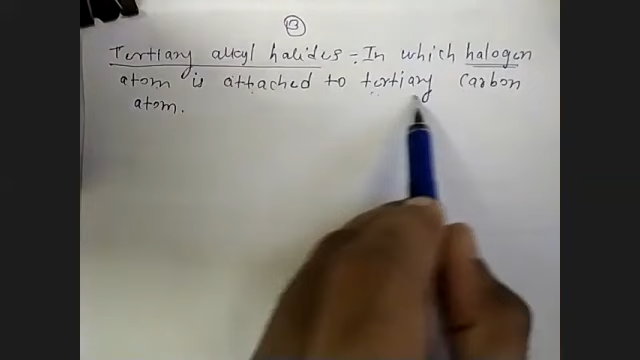 13
Tertiary alkyl halides :- In which halogen
atom is attached to tertiary carbon
atom.